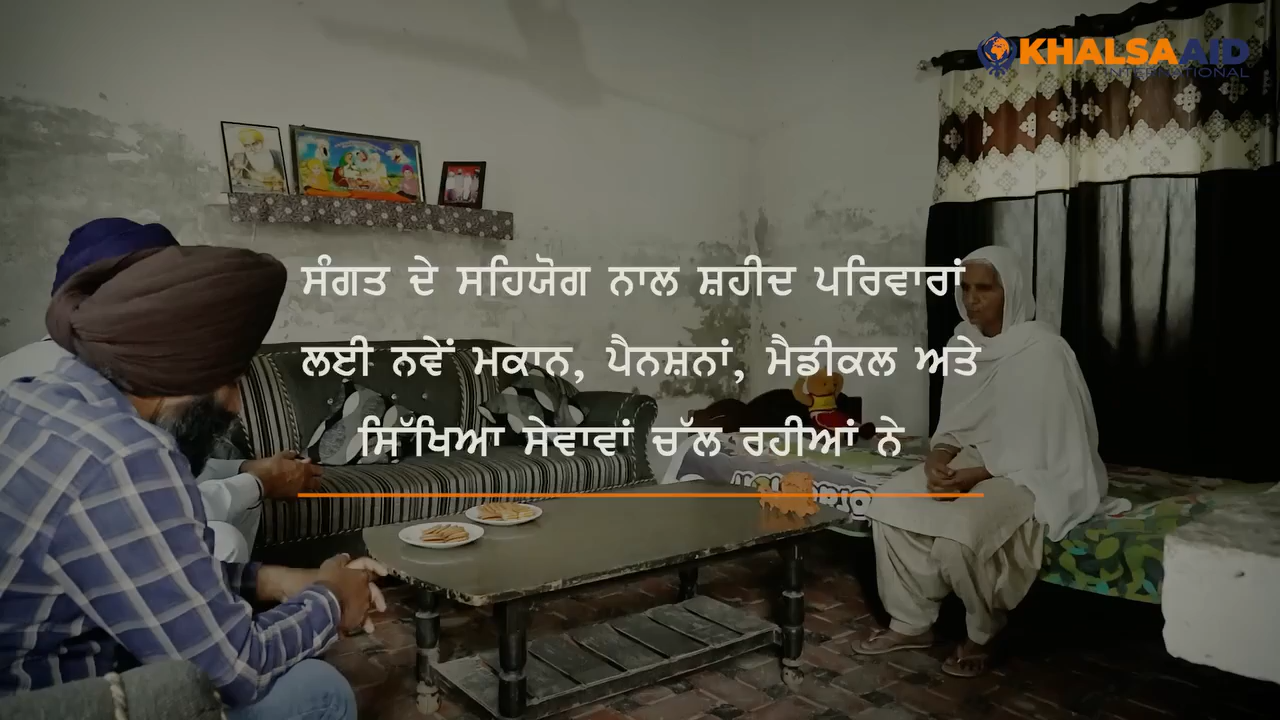 KHALSA AID
INTERNATIONAL
ਸੰਗਤ ਦੇ ਸਹਿਯੋਗ ਨਾਲ ਸ਼ਹੀਦ ਪਰਿਵਾਰਾਂ
ਲਈ ਨਵੇਂ ਮਕਾਨ, ਪੈਨਸ਼ਨਾਂ, ਮੈਡੀਕਲ ਅਤੇ
ਸਿੱਖਿਆ ਸੇਵਾਵਾਂ ਚੱਲ ਰਹੀਆਂ ਨੇ